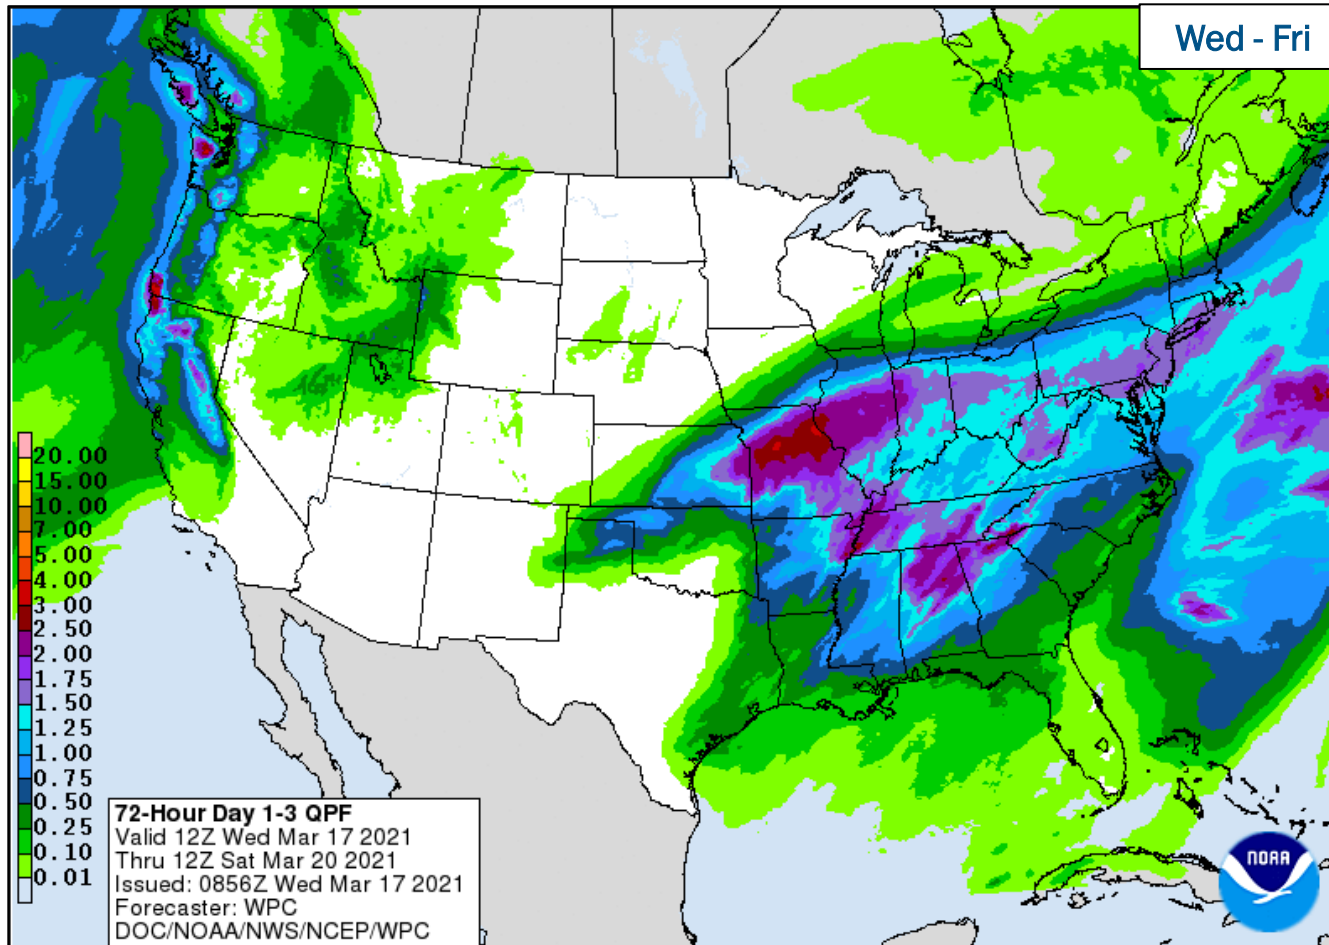 Wed - Fri
20.00
15.00
10.00
7.00
5.00
4.00
3.00
2.50
2.00
1.75
1.50
1.25
1.00
0.75
0.50
0.25
0.10
0.01
72-Hour Day 1-3 QPF
Valid 12Z Wed Mar 17 2021
Thru 12Z Sat Mar 20 2021
Issued: 0856Z Wed Mar 17 2021
Forecaster: WPC
DOC/NOAA/NWS/NCEP/WPC
NOAA